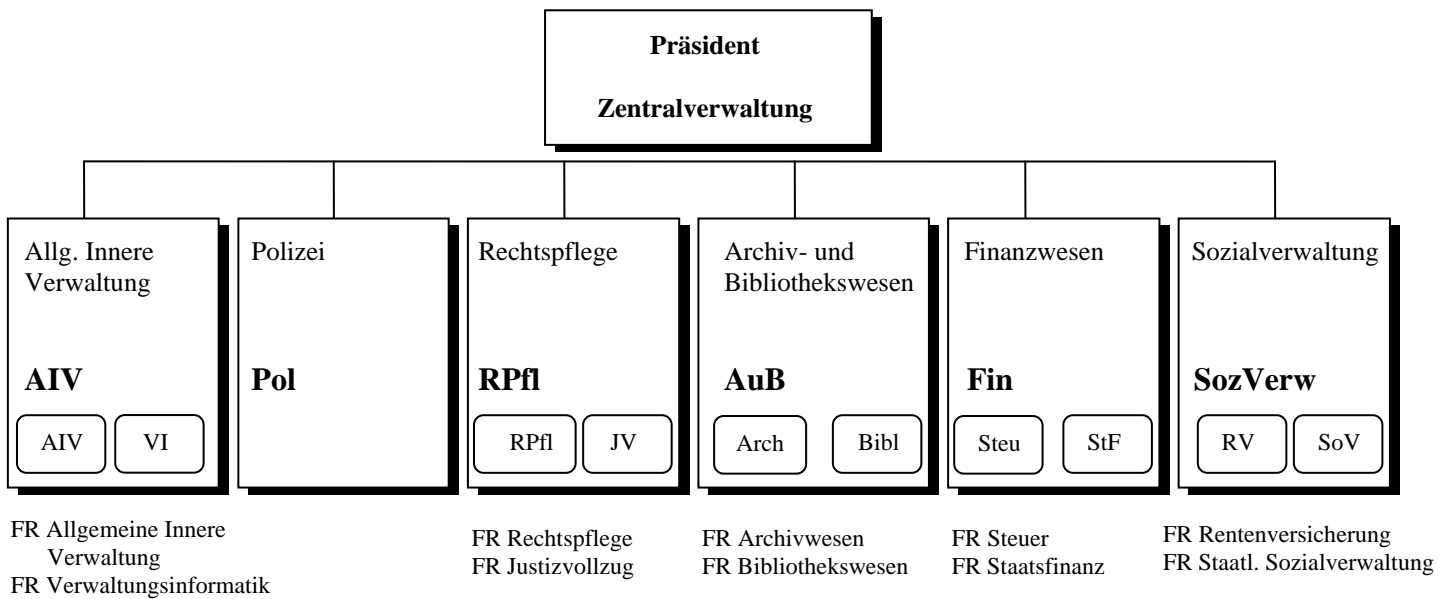 Präsident
Zentralverwaltung
Allg. Innere
Verwaltung
AIV
AIV
VI
Polizei
Pol
Rechtspflege
RPfl
RPfl
JV
Archiv- und
Bibliothekswesen
AuB
Arch
Bibl
Finanzwesen
Fin
Steu
StF
Sozialverwaltung
SozVerw
RV
SoV
FR Allgemeine Innere
Verwaltung
FR Verwaltungsinformatik
FR Rechtspflege
FR Justizvollzug
FR Archivwesen
FR Bibliothekswesen
FR Steuer
FR Staatsfinanz
FR Rentenversicherung
FR Staatl. Sozialverwaltung